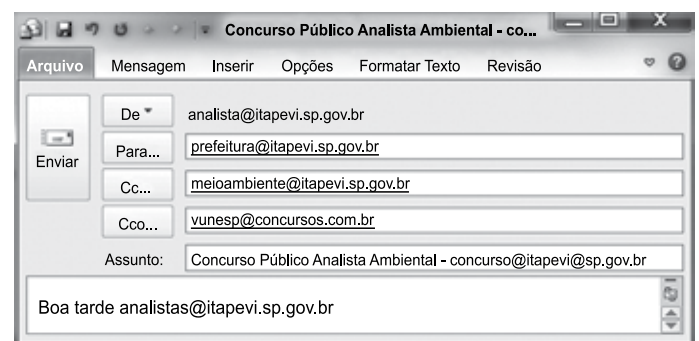 Concurso Público Analista Ambiental - co...
Arquivo Mensagem Inserir Opções Formatar Texto Revisão
De analista@itapevi.sp.gov.br
Enviar
Para... prefeitura@itapevi.sp.gov.br
Cc... meioambiente@itapevi.sp.gov.br
Cco... vunesp@concursos.com.br
Assunto: Concurso Público Analista Ambiental - concurso@itapevi@sp.gov.br
Boa tarde analistas@itapevi.sp.gov.br